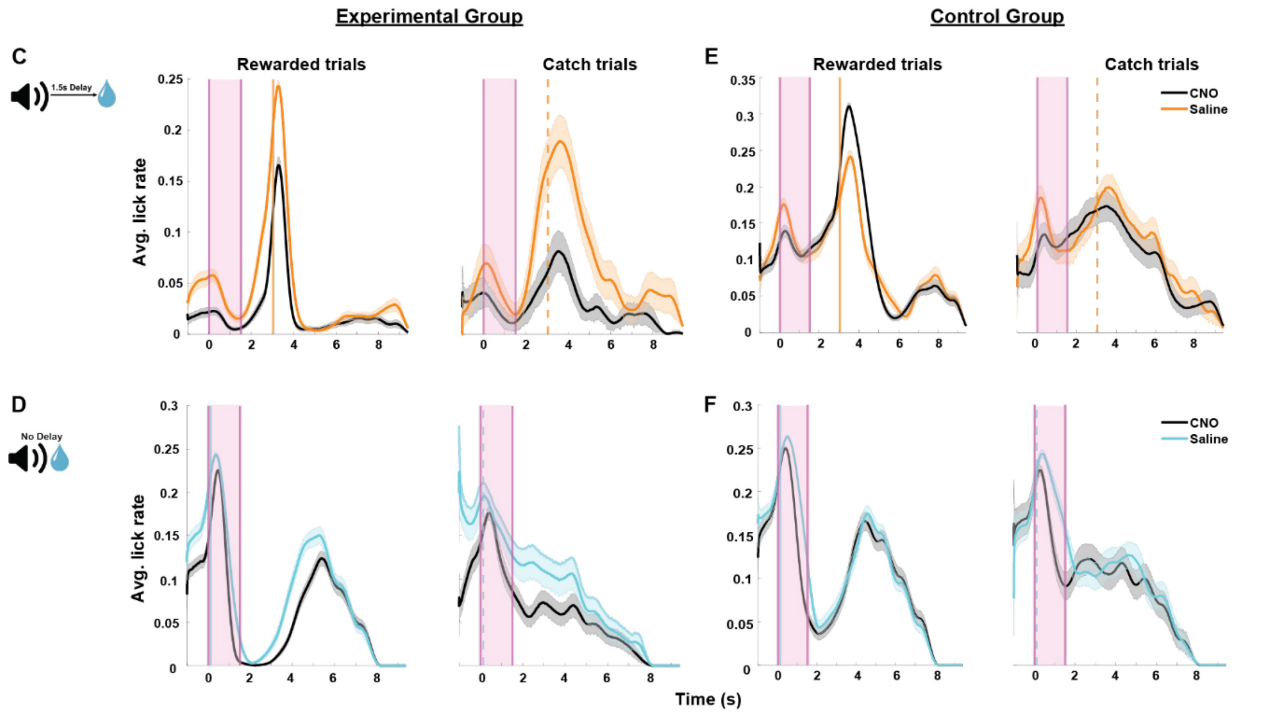 Experimental Group
Control Group
C
1.5s Delay
Rewarded trials
Catch trials
Avg. lick rate
0.25
0.2
0.15
0.1
0.05
0
0 2 4 6 8
0 2 4 6 8
E
Rewarded trials
Catch trials
CNO
Saline
0.35
0.3
0.25
0.2
0.15
0.1
0.05
0
0 2 4 6 8
0 2 4 6 8
D
No Delay
Avg. lick rate
0.3
0.25
0.2
0.15
0.1
0.05
0
0 2 4 6 8
0 2 4 6 8
F
CNO
Saline
0.3
0.25
0.2
0.15
0.1
0.05
0
0 2 4 6 8
0 2 4 6 8
Time (s)